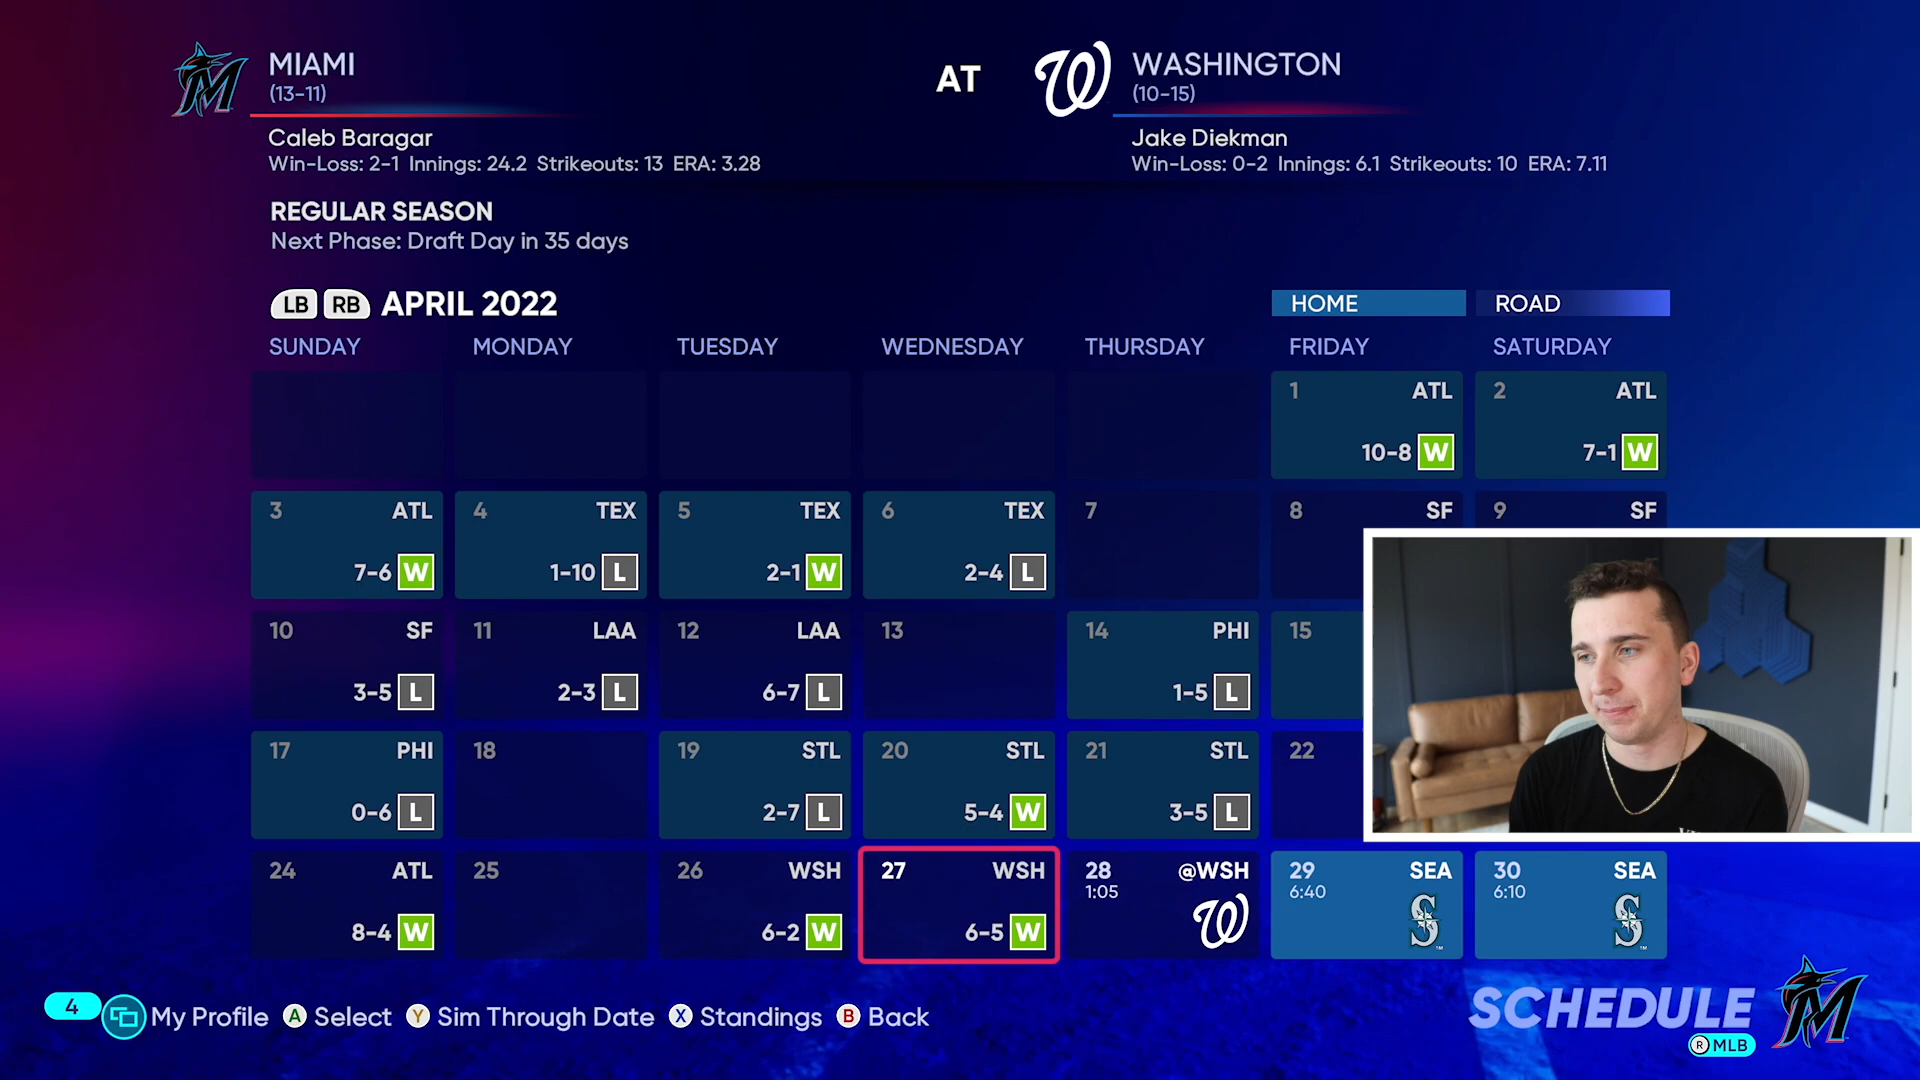 MIAMI
(13-11)
AT
WASHINGTON
(10-15)
Caleb Baragar
Win-Loss: 2-1 Innings: 24.2 Strikeouts: 13 ERA: 3.28
Jake Diekman
Win-Loss: 0-2 Innings: 6.1 Strikeouts: 10 ERA: 7.11
REGULAR SEASON
Next Phase: Draft Day in 35 days
LB RB APRIL 2022
HOME
ROAD
SUNDAY MONDAY TUESDAY WEDNESDAY THURSDAY FRIDAY SATURDAY
1 ATL 2 ATL
10-8 W 7-1 W
3 ATL 4 TEX 5 TEX 6 TEX 7 8 SF 9 SF
7-6 W 1-10 L 2-1 W 2-4 L
10 SF 11 LAA 12 LAA 13 14 PHI 15
3-5 L 2-3 L 6-7 L 1-5 L
17 PHI 18 19 STL 20 STL 21 STL 22
0-6 L 2-7 L 5-4 W 3-5 L
24 ATL 25 26 WSH 27 WSH 28 @WSH 29 SEA 30 SEA
1:05 6:40 6:10
8-4 W 6-2 W 6-5 W
4 My Profile A Select Y Sim Through Date X Standings B Back
SCHEDULE
R MLB